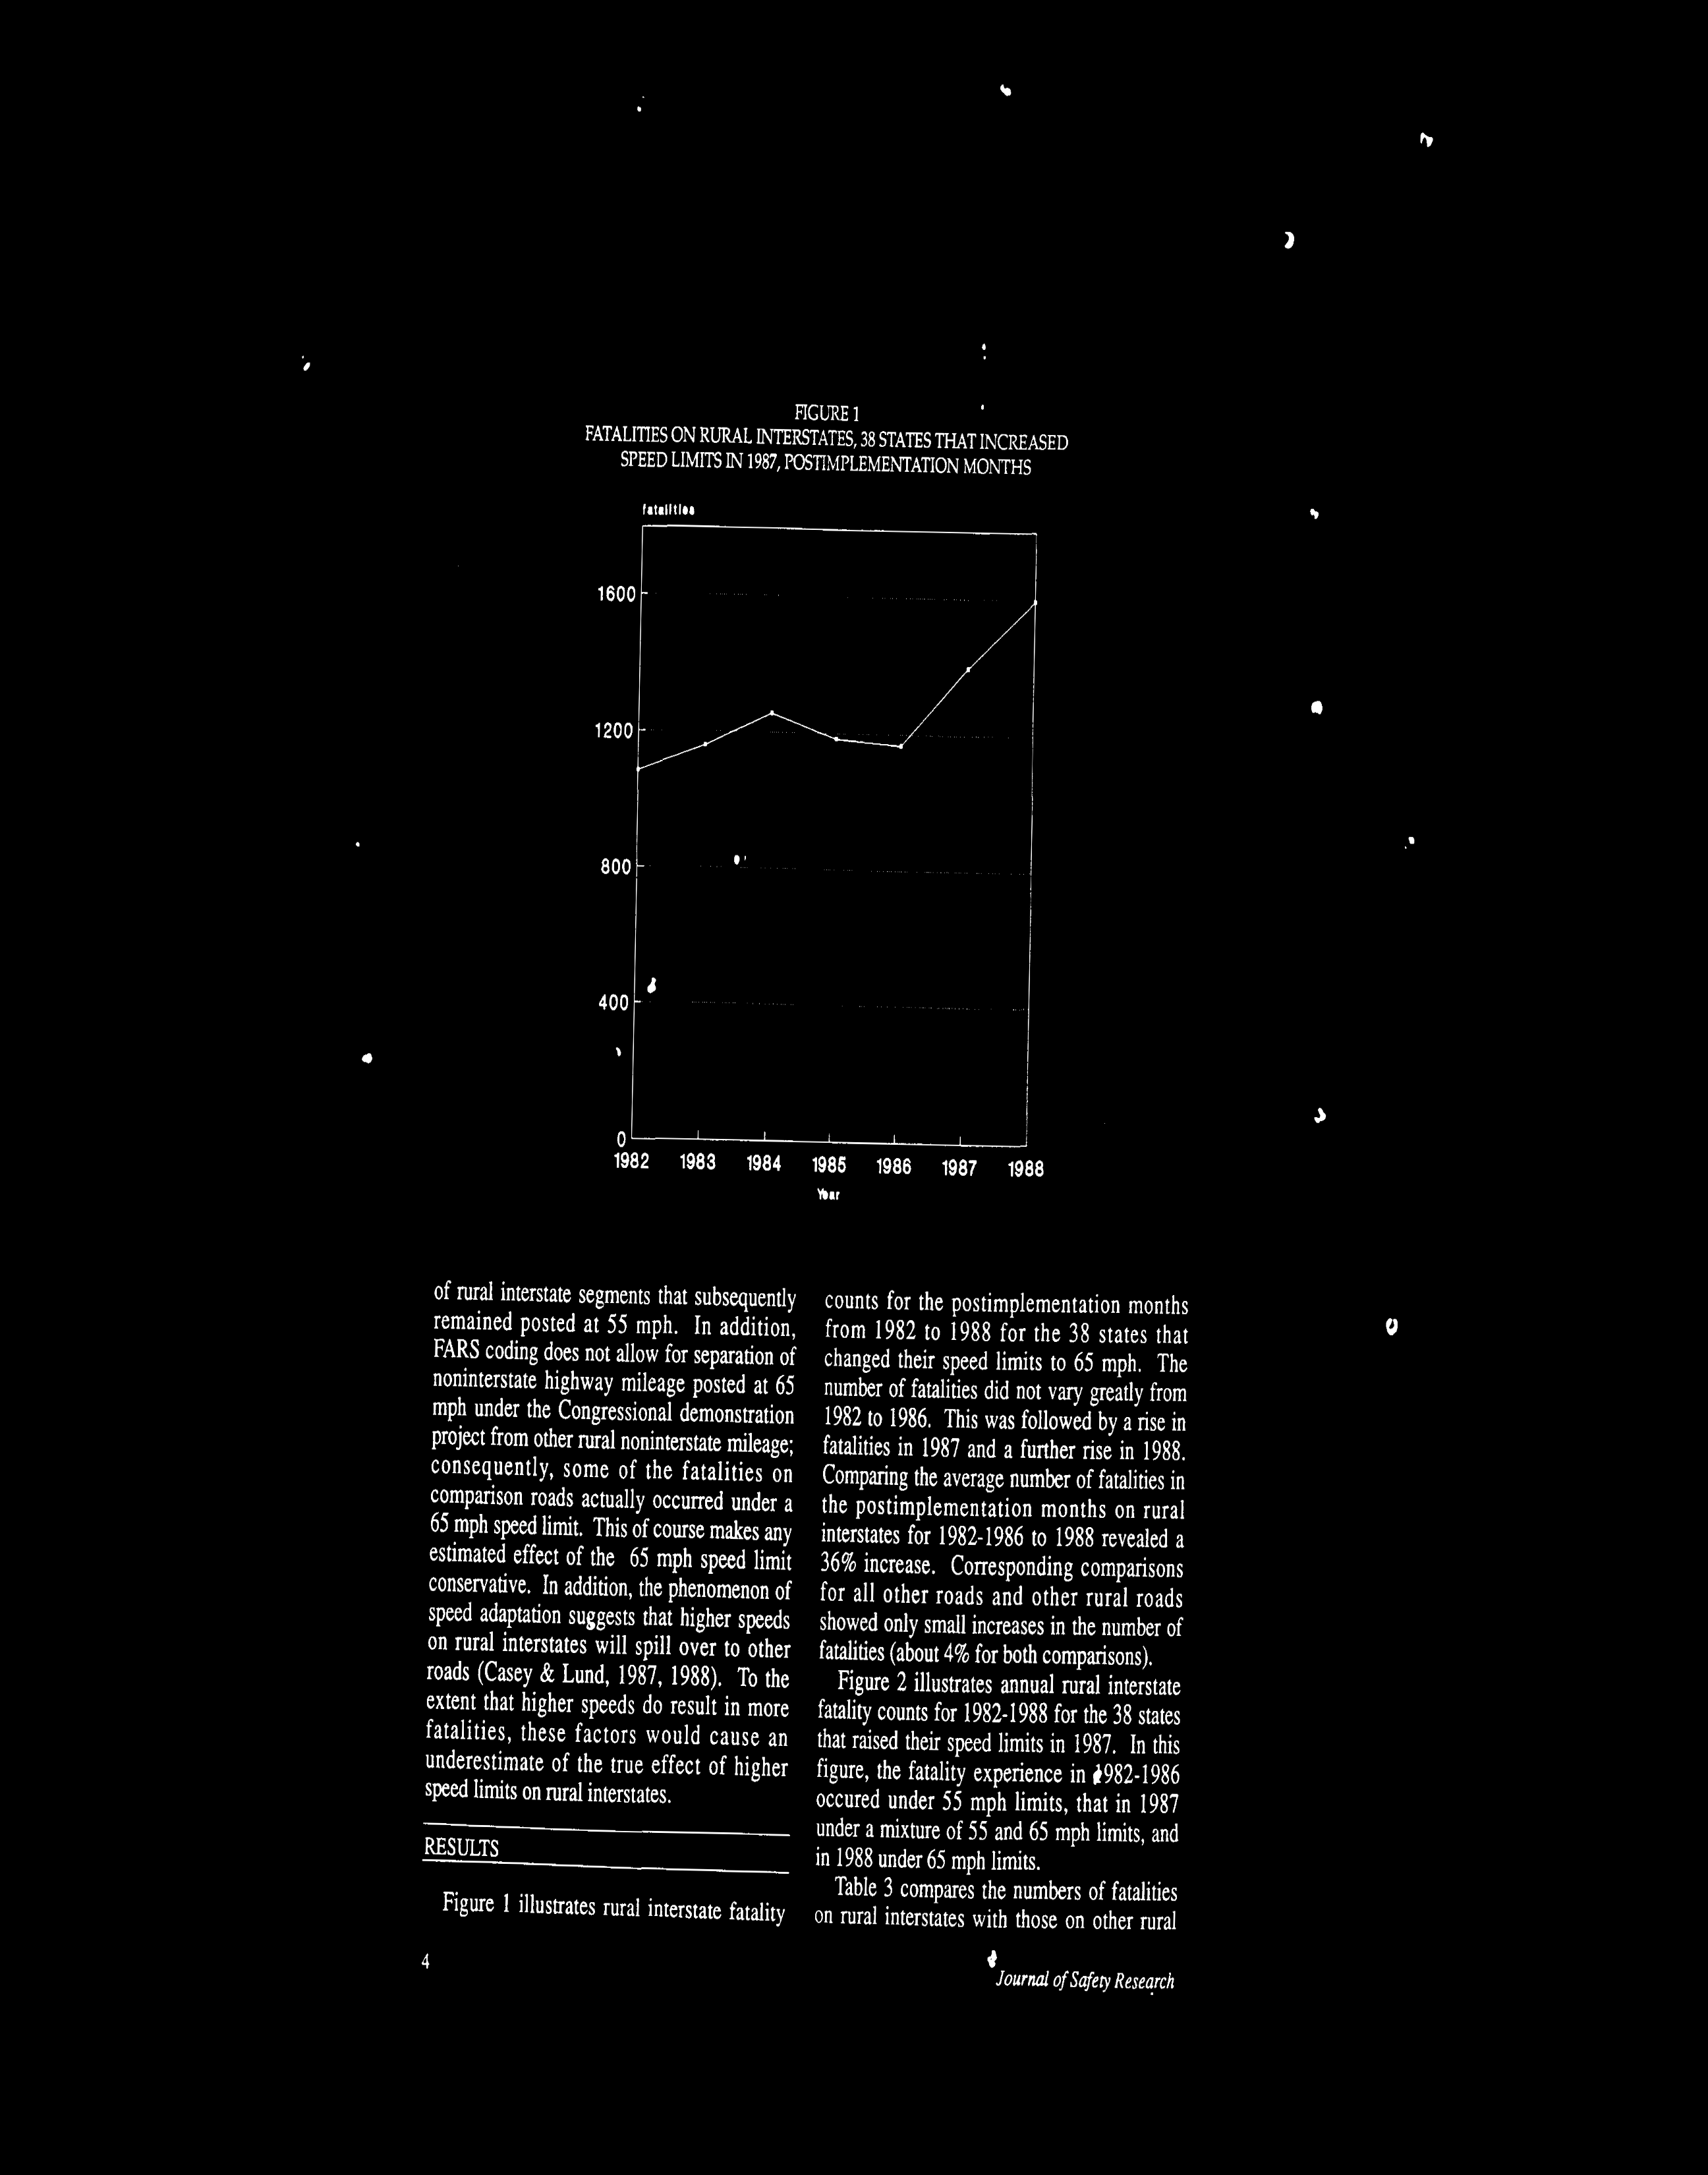 FIGURE 1
FATALITIES ON RURAL INTERSTATES, 38 STATES THAT INCREASED
SPEED LIMITS IN 1987, POSTIMPLEMENTATION MONTHS
fatalities
1600
1200
800
400
0
1982 1983 1984 1985 1986 1987 1988
Year
of rural interstate segments that subsequently
remained posted at 55 mph. In addition,
FARS coding does not allow for separation of
noninterstate highway mileage posted at 65
mph under the Congressional demonstration
project from other rural noninterstate mileage;
consequently, some of the fatalities on
comparison roads actually occurred under a
65 mph speed limit. This of course makes any
estimated effect of the 65 mph speed limit
conservative. In addition, the phenomenon of
speed adaptation suggests that higher speeds
on rural interstates will spill over to other
roads (Casey & Lund, 1987, 1988). To the
extent that higher speeds do result in more
fatalities, these factors would cause an
underestimate of the true effect of higher
speed limits on rural interstates.
RESULTS
Figure 1 illustrates rural interstate fatality
counts for the postimplementation months
from 1982 to 1988 for the 38 states that
changed their speed limits to 65 mph. The
number of fatalities did not vary greatly from
1982 to 1986. This was followed by a rise in
fatalities in 1987 and a further rise in 1988.
Comparing the average number of fatalities in
the postimplementation months on rural
interstates for 1982-1986 to 1988 revealed a
36% increase. Corresponding comparisons
for all other roads and other rural roads
showed only small increases in the number of
fatalities (about 4% for both comparisons).
Figure 2 illustrates annual rural interstate
fatality counts for 1982-1988 for the 38 states
that raised their speed limits in 1987. In this
figure, the fatality experience in 1982-1986
occured under 55 mph limits, that in 1987
under a mixture of 55 and 65 mph limits, and
in 1988 under 65 mph limits.
Table 3 compares the numbers of fatalities
on rural interstates with those on other rural
4
Journal of Safety Research